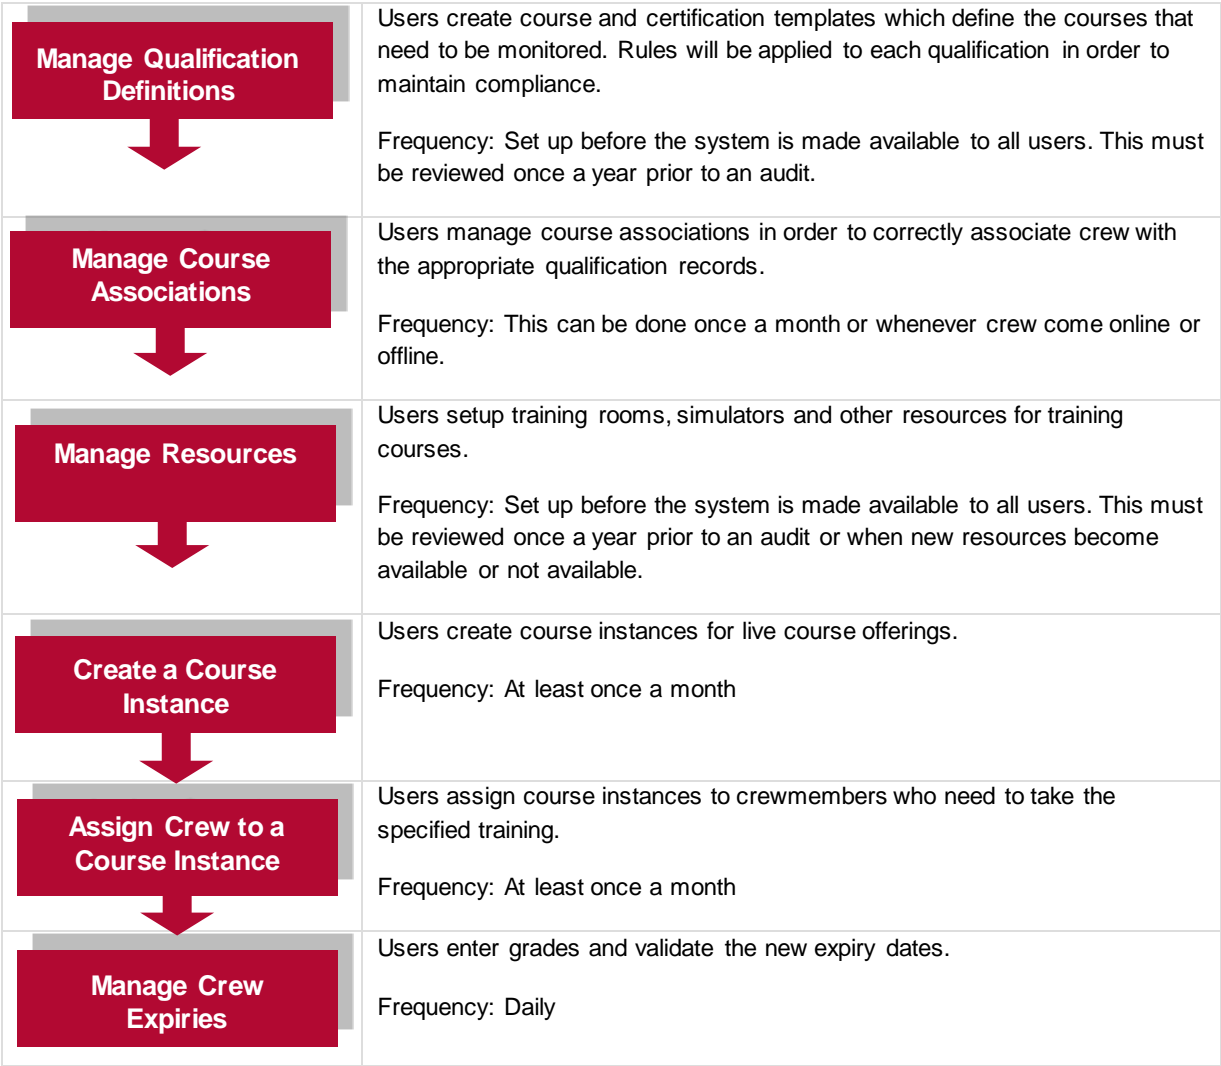 Manage Qualification
Definitions
Users create course and certification templates which define the courses that
need to be monitored. Rules will be applied to each qualification in order to
maintain compliance.
Frequency: Set up before the system is made available to all users. This must
be reviewed once a year prior to an audit.
Manage Course
Associations
Users manage course associations in order to correctly associate crew with
the appropriate qualification records.
Frequency: This can be done once a month or whenever crew come online or
offline.
Manage Resources
Users setup training rooms, simulators and other resources for training
courses.
Frequency: Set up before the system is made available to all users. This must
be reviewed once a year prior to an audit or when new resources become
available or not available.
Create a Course
Instance
Users create course instances for live course offerings.
Frequency: At least once a month
Assign Crew to a
Course Instance
Users assign course instances to crewmembers who need to take the
specified training.
Frequency: At least once a month
Manage Crew
Expiries
Users enter grades and validate the new expiry dates.
Frequency: Daily